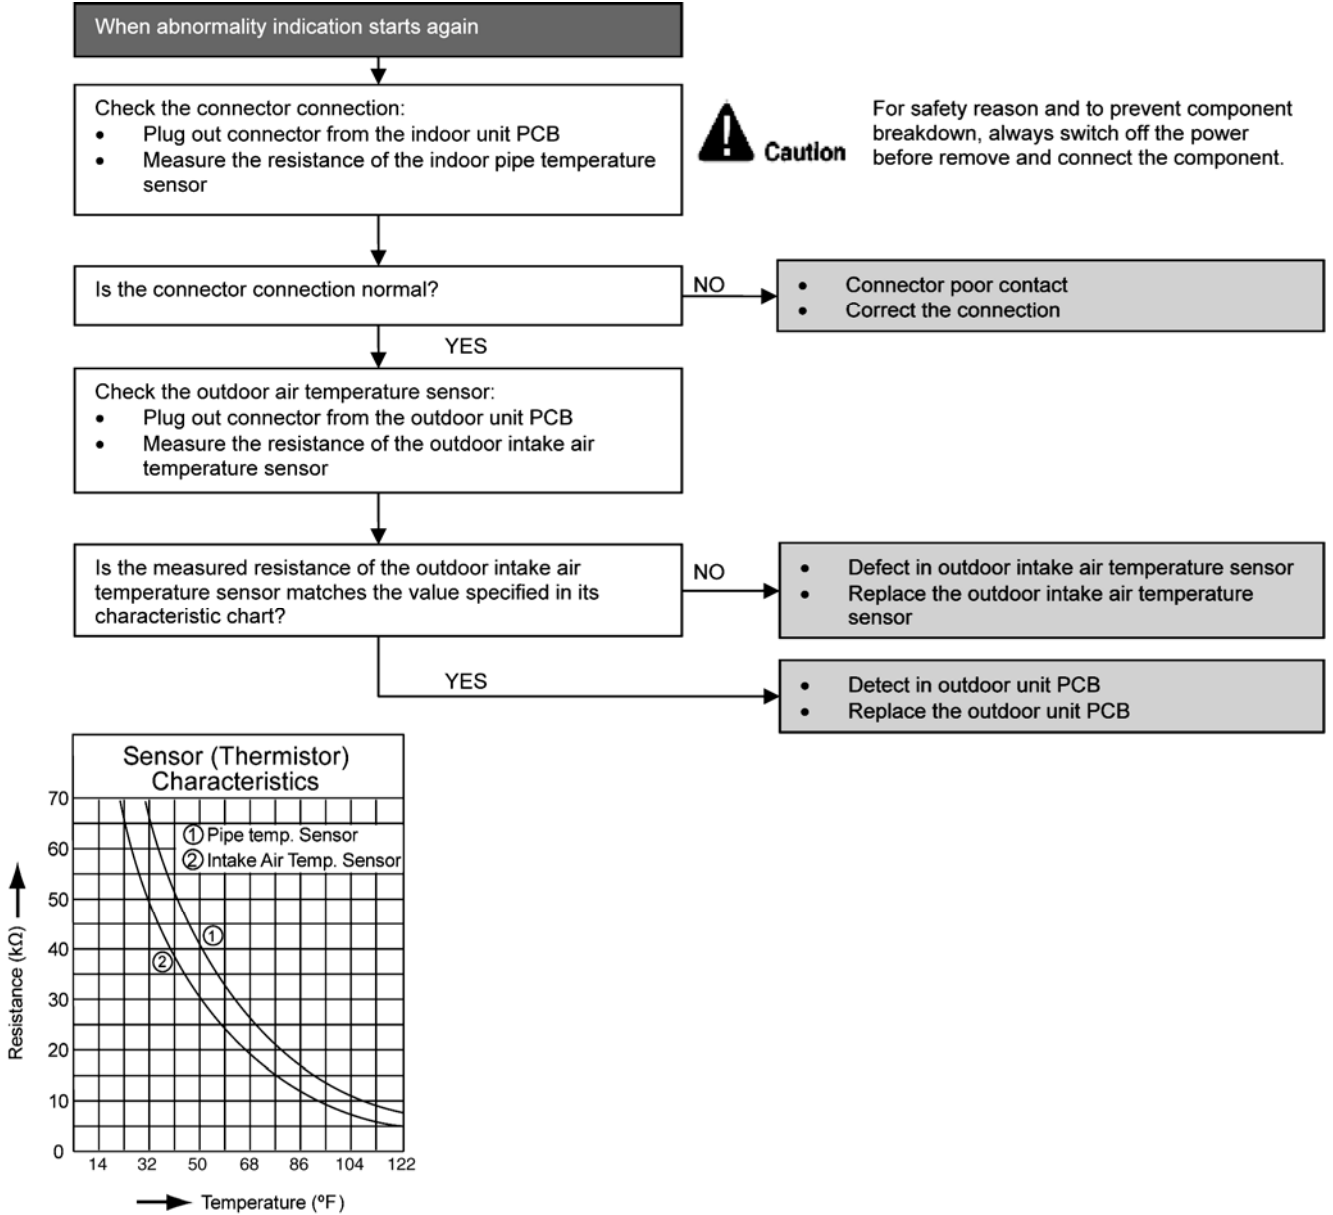 When abnormality indication starts again
Check the connector connection:
• Plug out connector from the indoor unit PCB
• Measure the resistance of the indoor pipe temperature
sensor
Caution
For safety reason and to prevent component
breakdown, always switch off the power
before remove and connect the component.
Is the connector connection normal?
NO
• Connector poor contact
• Correct the connection
YES
Check the outdoor air temperature sensor:
• Plug out connector from the outdoor unit PCB
• Measure the resistance of the outdoor intake air
temperature sensor
Is the measured resistance of the outdoor intake air
temperature sensor matches the value specified in its
characteristic chart?
NO
• Defect in outdoor intake air temperature sensor
• Replace the outdoor intake air temperature
sensor
YES
• Detect in outdoor unit PCB
• Replace the outdoor unit PCB
Sensor (Thermistor)
Characteristics
① Pipe temp. Sensor
② Intake Air Temp. Sensor
①
②
70
60
50
40
30
20
10
0
Resistance (kΩ)
14 32 50 68 86 104 122
Temperature (ºF)